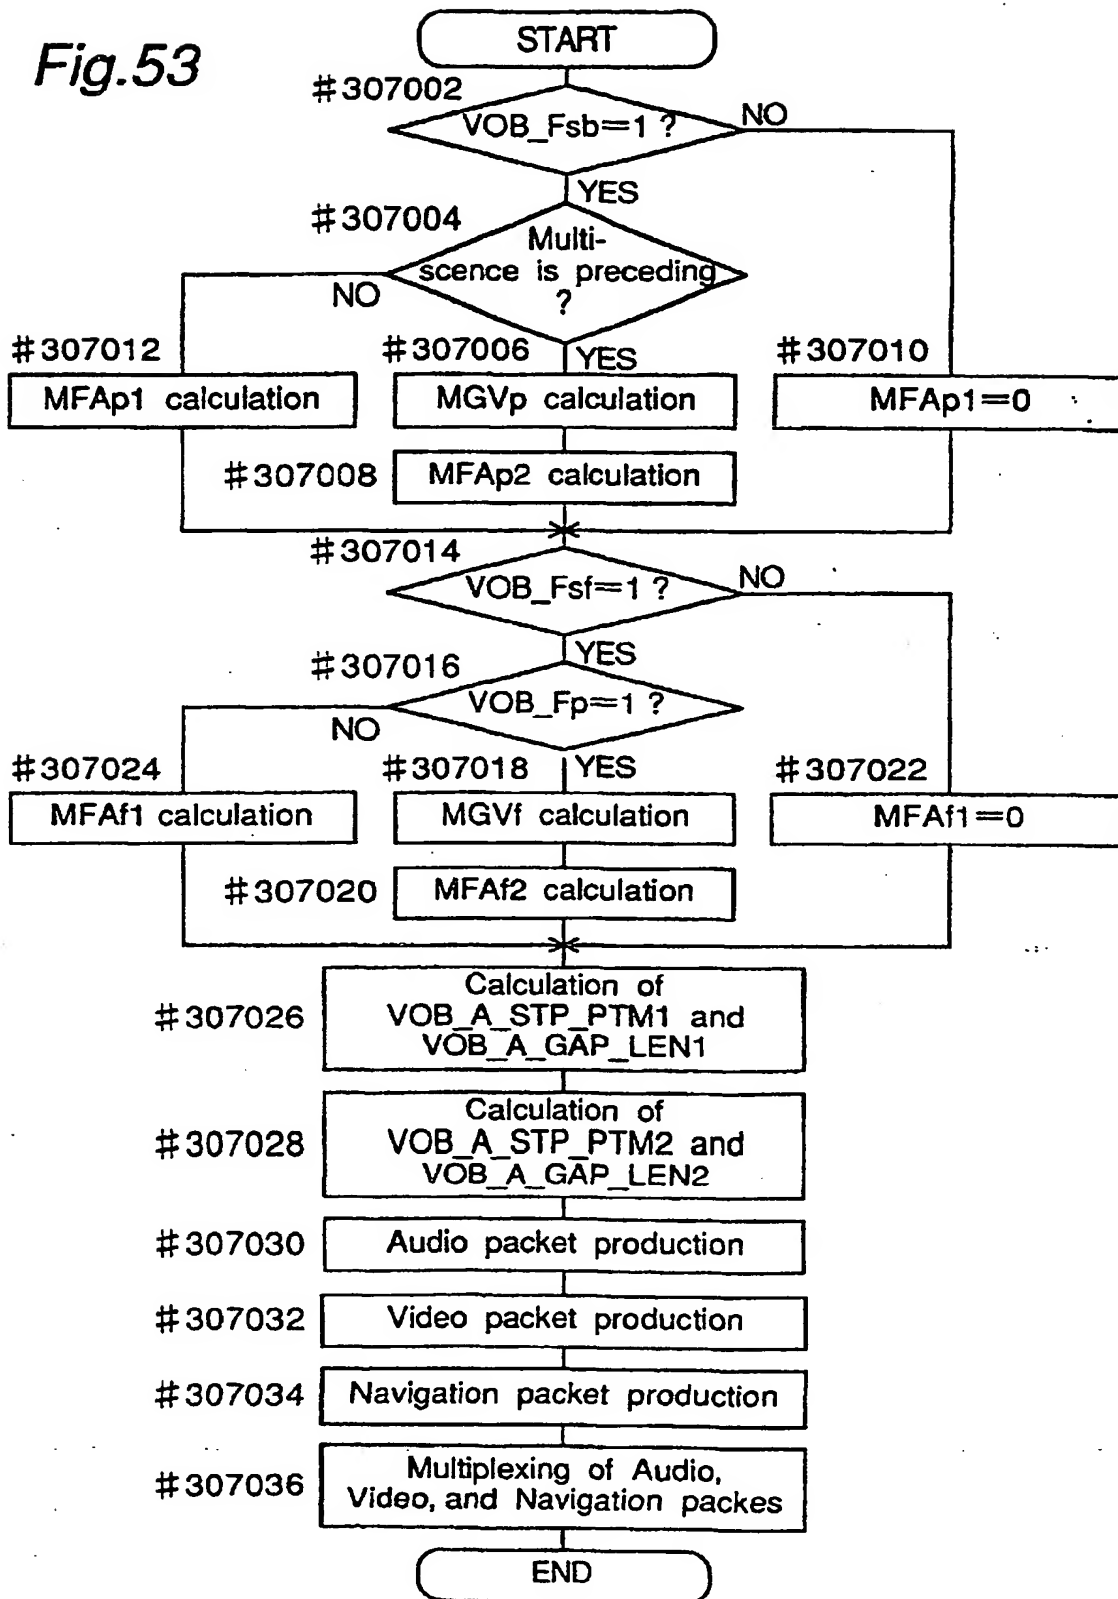 Fig.53
START
#307002
VOB_Fsb=1 ?
NO
YES
#307004
Multi-
scence is preceding
?
NO
YES
#307012
#307006
#307010
MFAp1 calculation
MGVp calculation
MFAp1=0
#307008
MFAp2 calculation
#307014
VOB_Fsf=1 ?
NO
YES
#307016
VOB_Fp=1 ?
NO
YES
#307024
#307018
#307022
MFAf1 calculation
MGVf calculation
MFAf1=0
#307020
MFAf2 calculation
#307026
Calculation of
VOB_A_STP_PTM1 and
VOB_A_GAP_LEN1
#307028
Calculation of
VOB_A_STP_PTM2 and
VOB_A_GAP_LEN2
#307030
Audio packet production
#307032
Video packet production
#307034
Navigation packet production
#307036
Multiplexing of Audio,
Video, and Navigation packes
END